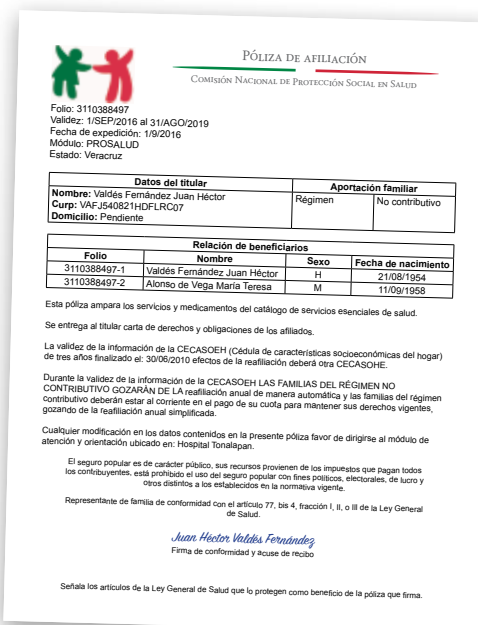 PÓLIZA DE AFILIACIÓN
COMISIÓN NACIONAL DE PROTECCIÓN SOCIAL EN SALUD
Folio: 3110388497
Validez: 1/SEP/2016 al 31/AGO/2019
Fecha de expedición: 1/9/2016
Módulo: PROSALUD
Estado: Veracruz
Datos del titular Aportación familiar
Nombre: Valdés Fernández Juan Héctor Régimen No contributivo
Curp: VAFJ540821HDFLRC07
Domicilio: Pendiente
Relación de beneficiarios
Folio Nombre Sexo Fecha de nacimiento
3110388497-1 Valdés Fernández Juan Héctor H 21/08/1954
3110388497-2 Alonso de Vega María Teresa M 11/09/1958
Esta póliza ampara los servicios y medicamentos del catálogo de servicios esenciales de salud.
Se entrega al titular carta de derechos y obligaciones de los afiliados.
La validez de la información de la CECASOEH (Cédula de características socioeconómicas del hogar)
de tres años finalizado el: 30/06/2010 efectos de la reafiliación deberá otra CECASOHE.
Durante la validez de la información de la CECASOEH LAS FAMILIAS DEL RÉGIMEN NO
CONTRIBUTIVO GOZARÁN DE LA reafiliación anual de manera automática y las familias del régimen
contributivo deberán estar al corriente en el pago de su cuota para mantener sus derechos vigentes,
gozando de la reafiliación anual simplificada.
Cualquier modificación en los datos contenidos en la presente póliza favor de dirigirse al módulo de
atención y orientación ubicado en: Hospital Tonalapan.
El seguro popular es de carácter público, sus recursos provienen de los impuestos que pagan todos
los contribuyentes, está prohibido el uso del seguro popular con fines políticos, electorales, de lucro y
otros distintos a los establecidos en la normativa vigente.
Representante de familia de conformidad con el artículo 77, bis 4, fracción I, II, o III de la Ley General
de Salud.
Juan Héctor Valdés Fernández
Firma de conformidad y acuse de recibo
Señala los artículos de la Ley General de Salud que lo protegen como beneficio de la póliza que firma.